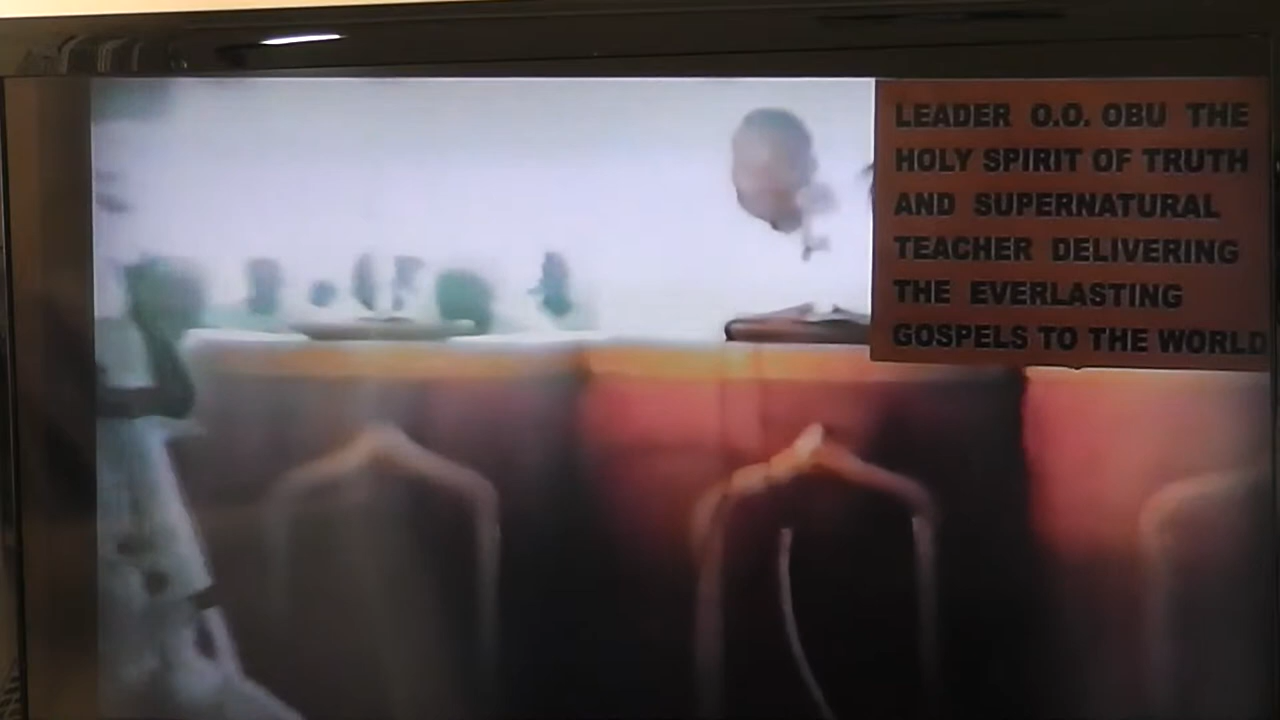 LEADER O.O. OBU THE
HOLY SPIRIT OF TRUTH
AND SUPERNATURAL
TEACHER DELIVERING
THE EVERLASTING
GOSPELS TO THE WORLD